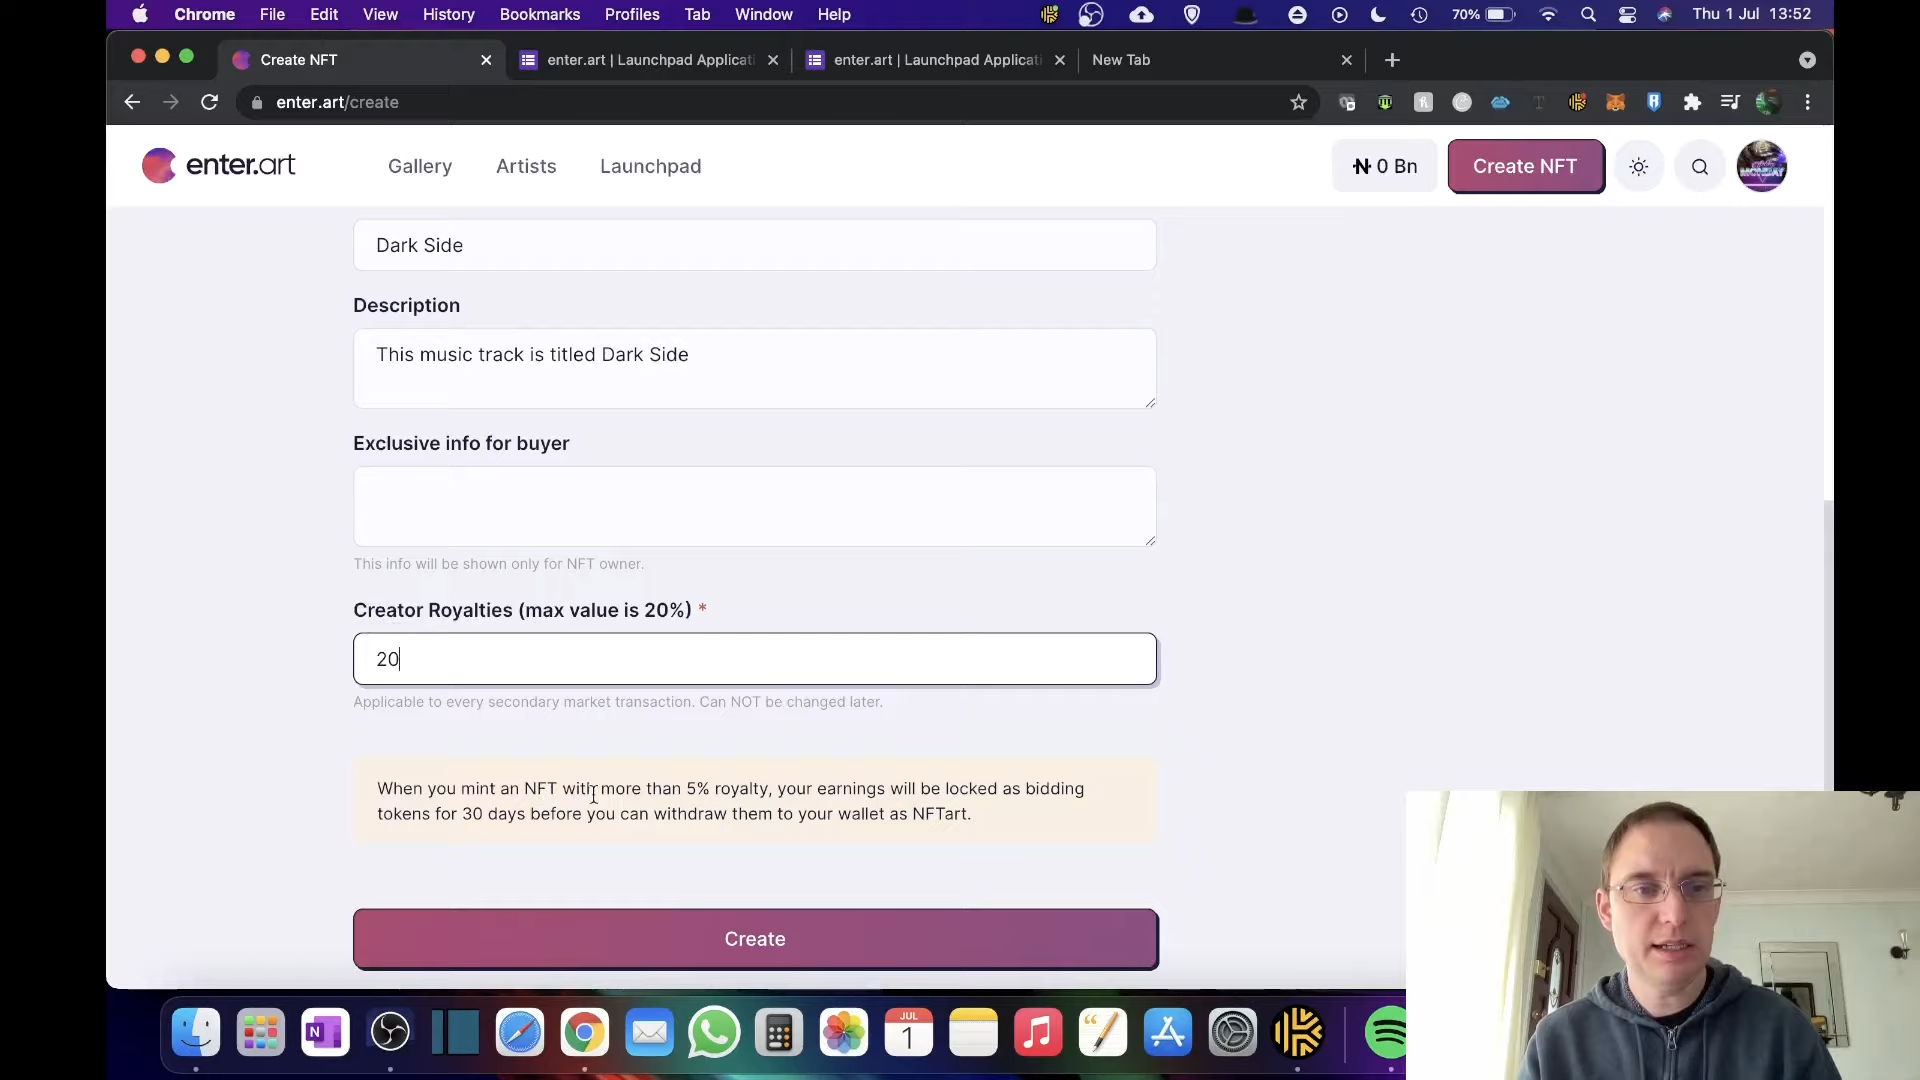 Chrome File Edit View History Bookmarks Profiles Tab Window Help 70% Thu 1 Jul 13:52
Create NFT enter.art | Launchpad Applicati enter.art | Launchpad Applicati New Tab
enter.art/create
enter.art Gallery Artists Launchpad N 0 Bn Create NFT
Dark Side
Description
This music track is titled Dark Side
Exclusive info for buyer
This info will be shown only for NFT owner.
Creator Royalties (max value is 20%) *
20
Applicable to every secondary market transaction. Can NOT be changed later.
When you mint an NFT with more than 5% royalty, your earnings will be locked as bidding
tokens for 30 days before you can withdraw them to your wallet as NFTart.
Create
N JUL
1